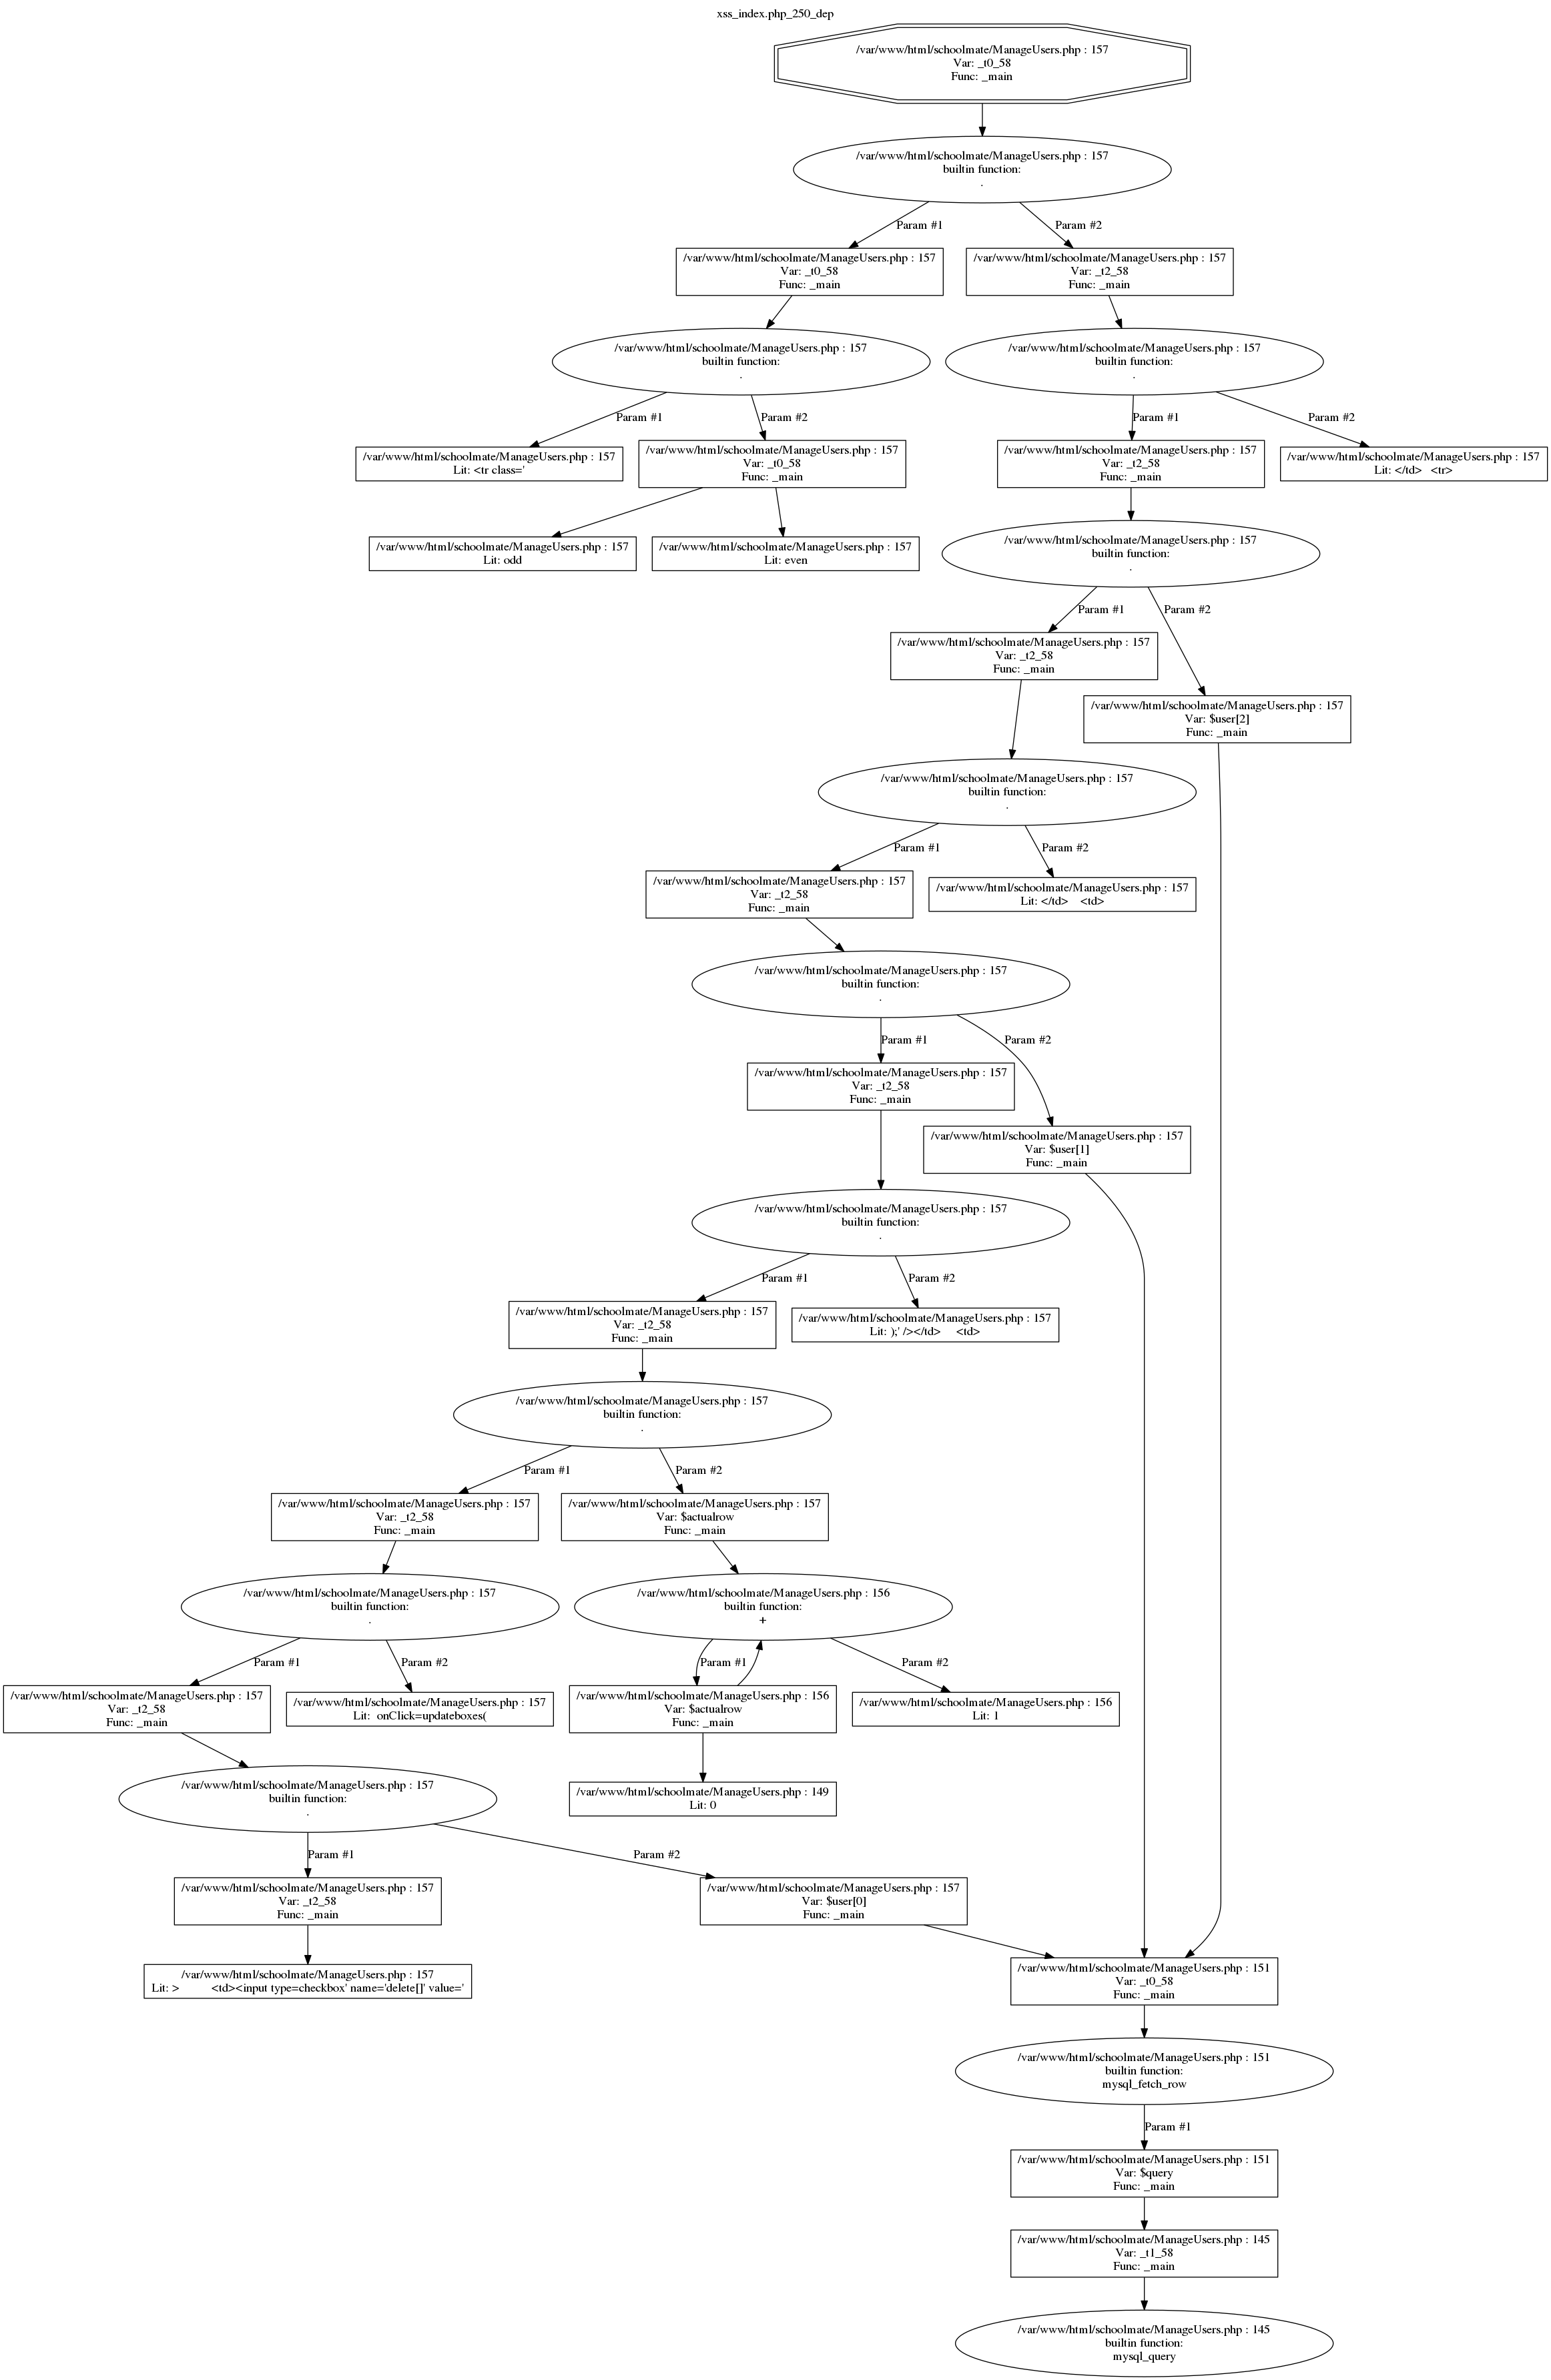 xss_index.php_250_dep
/var/www/html/schoolmate/ManageUsers.php : 157
Var: _t0_58
Func: _main
/var/www/html/schoolmate/ManageUsers.php : 157
builtin function:
.
Param #1
Param #2
/var/www/html/schoolmate/ManageUsers.php : 157
Var: _t0_58
Func: _main
/var/www/html/schoolmate/ManageUsers.php : 157
Var: _t2_58
Func: _main
/var/www/html/schoolmate/ManageUsers.php : 157
builtin function:
.
/var/www/html/schoolmate/ManageUsers.php : 157
builtin function:
.
Param #1
Param #2
Param #1
Param #2
/var/www/html/schoolmate/ManageUsers.php : 157
Lit: <tr class='
/var/www/html/schoolmate/ManageUsers.php : 157
Var: _t0_58
Func: _main
/var/www/html/schoolmate/ManageUsers.php : 157
Var: _t2_58
Func: _main
/var/www/html/schoolmate/ManageUsers.php : 157
Lit: </td>   <tr>
/var/www/html/schoolmate/ManageUsers.php : 157
Lit: odd
/var/www/html/schoolmate/ManageUsers.php : 157
Lit: even
/var/www/html/schoolmate/ManageUsers.php : 157
builtin function:
.
Param #1
Param #2
/var/www/html/schoolmate/ManageUsers.php : 157
Var: _t2_58
Func: _main
/var/www/html/schoolmate/ManageUsers.php : 157
Var: $user[2]
Func: _main
/var/www/html/schoolmate/ManageUsers.php : 157
builtin function:
.
Param #1
Param #2
/var/www/html/schoolmate/ManageUsers.php : 157
Var: _t2_58
Func: _main
/var/www/html/schoolmate/ManageUsers.php : 157
Lit: </td>    <td>
/var/www/html/schoolmate/ManageUsers.php : 157
builtin function:
.
Param #1
Param #2
/var/www/html/schoolmate/ManageUsers.php : 157
Var: _t2_58
Func: _main
/var/www/html/schoolmate/ManageUsers.php : 157
Var: $user[1]
Func: _main
/var/www/html/schoolmate/ManageUsers.php : 157
builtin function:
.
Param #1
Param #2
/var/www/html/schoolmate/ManageUsers.php : 157
Var: _t2_58
Func: _main
/var/www/html/schoolmate/ManageUsers.php : 157
Lit: );' /></td>     <td>
/var/www/html/schoolmate/ManageUsers.php : 157
builtin function:
.
Param #1
Param #2
/var/www/html/schoolmate/ManageUsers.php : 157
Var: _t2_58
Func: _main
/var/www/html/schoolmate/ManageUsers.php : 157
Var: $actualrow
Func: _main
/var/www/html/schoolmate/ManageUsers.php : 157
builtin function:
.
/var/www/html/schoolmate/ManageUsers.php : 156
builtin function:
+
Param #1
Param #2
Param #1
Param #2
/var/www/html/schoolmate/ManageUsers.php : 157
Var: _t2_58
Func: _main
/var/www/html/schoolmate/ManageUsers.php : 157
Lit:  onClick=updateboxes(
/var/www/html/schoolmate/ManageUsers.php : 156
Var: $actualrow
Func: _main
/var/www/html/schoolmate/ManageUsers.php : 156
Lit: 1
/var/www/html/schoolmate/ManageUsers.php : 157
builtin function:
.
/var/www/html/schoolmate/ManageUsers.php : 149
Lit: 0
Param #1
Param #2
/var/www/html/schoolmate/ManageUsers.php : 157
Var: _t2_58
Func: _main
/var/www/html/schoolmate/ManageUsers.php : 157
Var: $user[0]
Func: _main
/var/www/html/schoolmate/ManageUsers.php : 157
Lit: >          <td><input type=checkbox' name='delete[]' value='
/var/www/html/schoolmate/ManageUsers.php : 151
Var: _t0_58
Func: _main
/var/www/html/schoolmate/ManageUsers.php : 151
builtin function:
mysql_fetch_row
Param #1
/var/www/html/schoolmate/ManageUsers.php : 151
Var: $query
Func: _main
/var/www/html/schoolmate/ManageUsers.php : 145
Var: _t1_58
Func: _main
/var/www/html/schoolmate/ManageUsers.php : 145
builtin function:
mysql_query